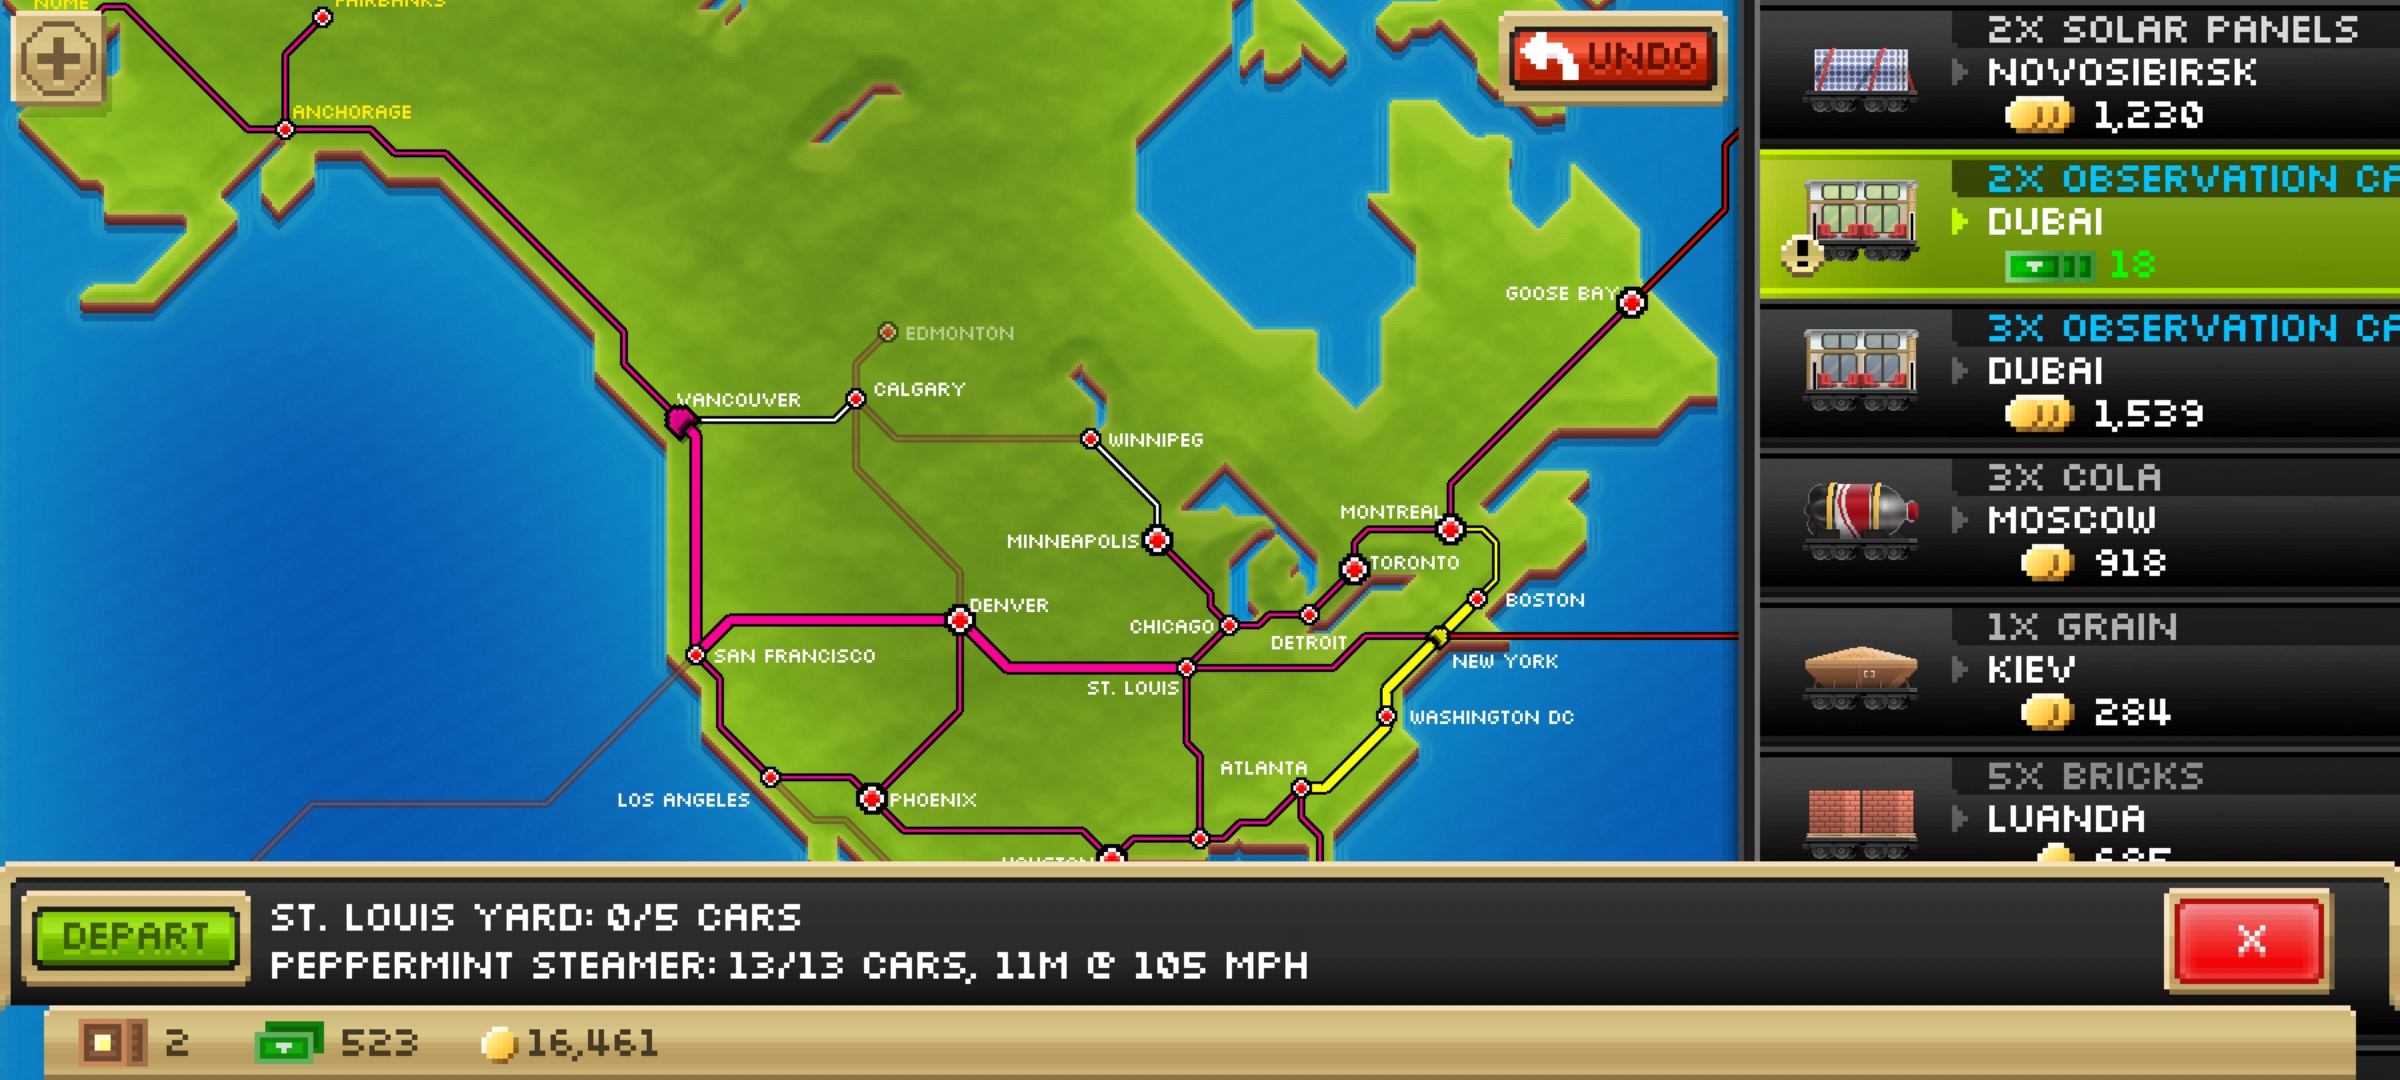 NOME
FAIRBANKS
ANCHORAGE
UNDO
GOOSE BAY
EDMONTON
VANCOUVER
CALGARY
WINNIPEG
MINNEAPOLIS
MONTREAL
TORONTO
BOSTON
DENVER
CHICAGO
DETROIT
SAN FRANCISCO
NEW YORK
ST. LOUIS
WASHINGTON DC
ATLANTA
LOS ANGELES
PHOENIX
HOUSTON
2X SOLAR PANELS
NOVOSIBIRSK
1,230
2X OBSERVATION CA
DUBAI
18
3X OBSERVATION CA
DUBAI
1,539
3X COLA
MOSCOW
918
1X GRAIN
KIEV
284
5X BRICKS
LUANDA
DEPART
ST. LOUIS YARD: 0/5 CARS
PEPPERMINT STEAMER: 13/13 CARS, 11M @ 105 MPH
X
2
523
16,461